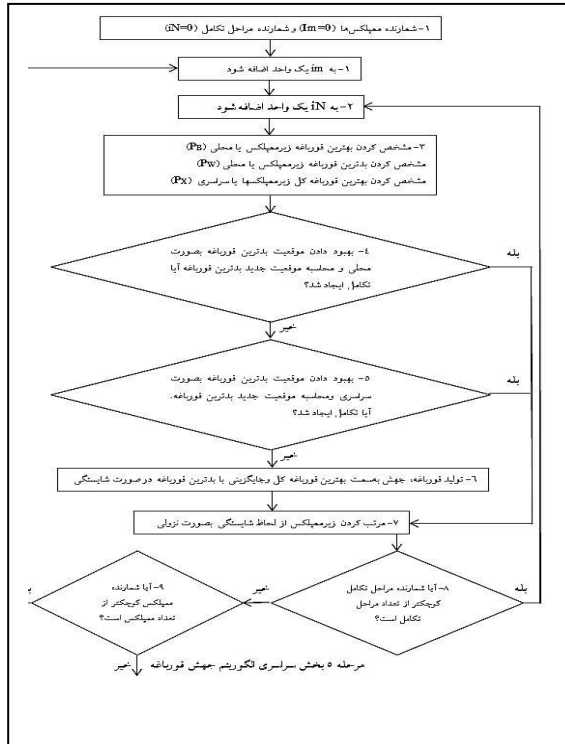 ۱- شمارنده ممپلکس‌ها (Im=0) و شمارنده مراحل تکامل (iN=0)
۱- به im یک واحد اضافه شود
۲- به iN یک واحد اضافه شود
۳- مشخص کردن بهترین قورباغه زیرممپلکس یا محلی (PB)
مشخص کردن بدترین قورباغه زیرممپلکس یا محلی (PW)
مشخص کردن بهترین قورباغه کل زیرممپلکسها یا سراسری (PX)
۴- بهبود دادن موقعیت بدترین قورباغه بصورت
محلی و محاسبه موقعیت جدید بدترین قورباغه آیا
تکامل ایجاد شد؟
بله
خیر
۵- بهبود دادن موقعیت بدترین قورباغه بصورت
سراسری ومحاسبه موقعیت جدید بدترین قورباغه.
آیا تکامل ایجاد شد؟
بله
خیر
۶- تولید قورباغه، جهش به‌سمت بهترین قورباغه کل وجایگزینی با بدترین قورباغه درصورت شایستگی
۷- مرتب کردن زیرممپلکس از لحاظ شایستگی بصورت نزولی
۸- آیا شمارنده مراحل تکامل
کوچکتر از تعداد مراحل
تکامل است؟
بله
خیر
۹- آیا شمارنده
ممپلکس کوچکتر از
تعداد ممپلکس است؟
خیر
مرحله ۵ بخش سراسری الگوریتم جهش قورباغه